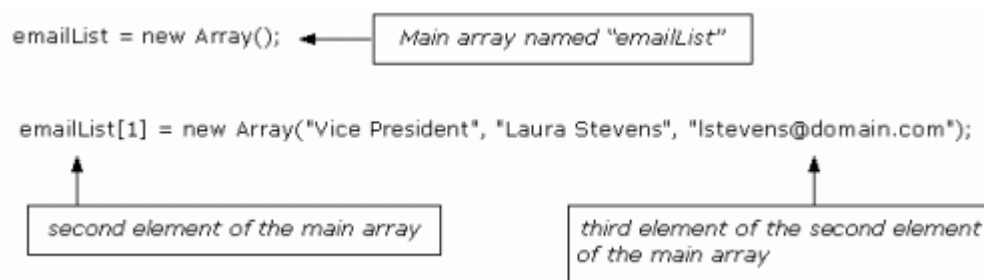 emailList = new Array();
Main array named "emailList"
emailList[1] = new Array("Vice President", "Laura Stevens", "lstevens@domain.com");
second element of the main array
third element of the second element
of the main array